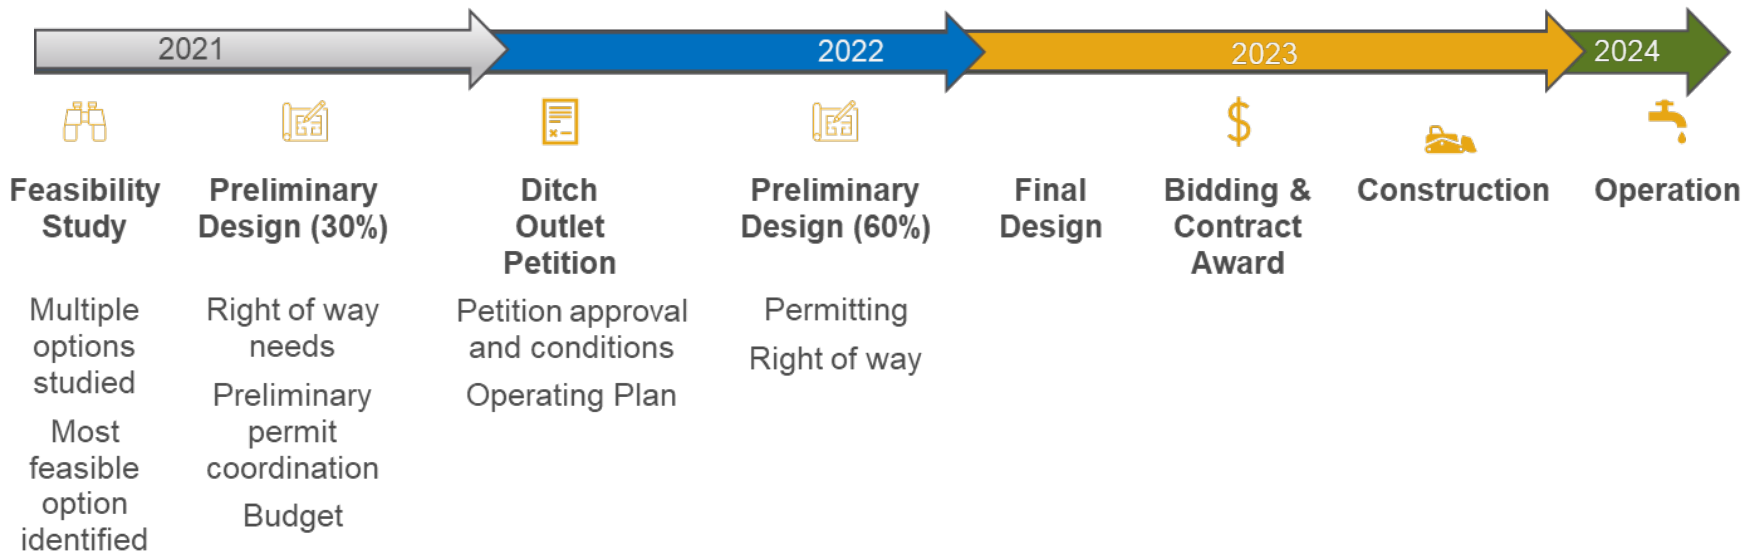 2021
2022
2023
2024
Feasibility
Study
Multiple
options
studied
Most
feasible
option
identified
Preliminary
Design (30%)
Right of way
needs
Preliminary
permit
coordination
Budget
Ditch
Outlet
Petition
Petition approval
and conditions
Operating Plan
Preliminary
Design (60%)
Permitting
Right of way
Final
Design
$
Bidding &
Contract
Award
Construction
Operation